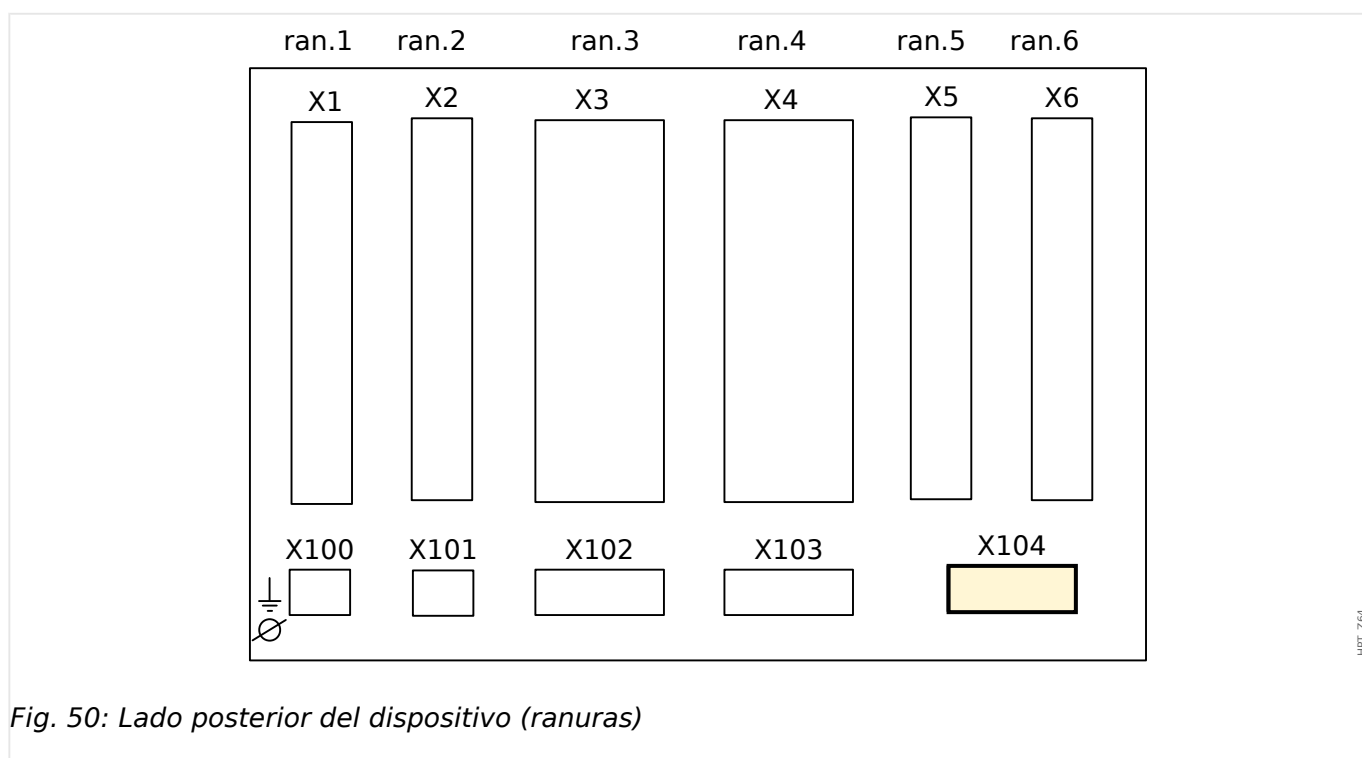 ran.1 ran.2 ran.3 ran.4 ran.5 ran.6
X1 X2 X3 X4 X5 X6
X100 X101 X102 X103 X104
Fig. 50: Lado posterior del dispositivo (ranuras)